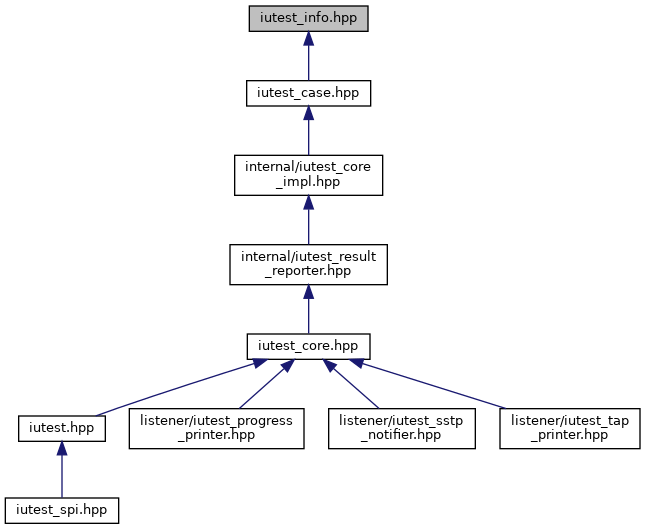 iutest_info.hpp
iutest_case.hpp
internal/iutest_core
_impl.hpp
internal/iutest_result
_reporter.hpp
iutest_core.hpp
iutest.hpp
listener/iutest_progress
_printer.hpp
listener/iutest_sstp
_notifier.hpp
listener/iutest_tap
_printer.hpp
iutest_spi.hpp